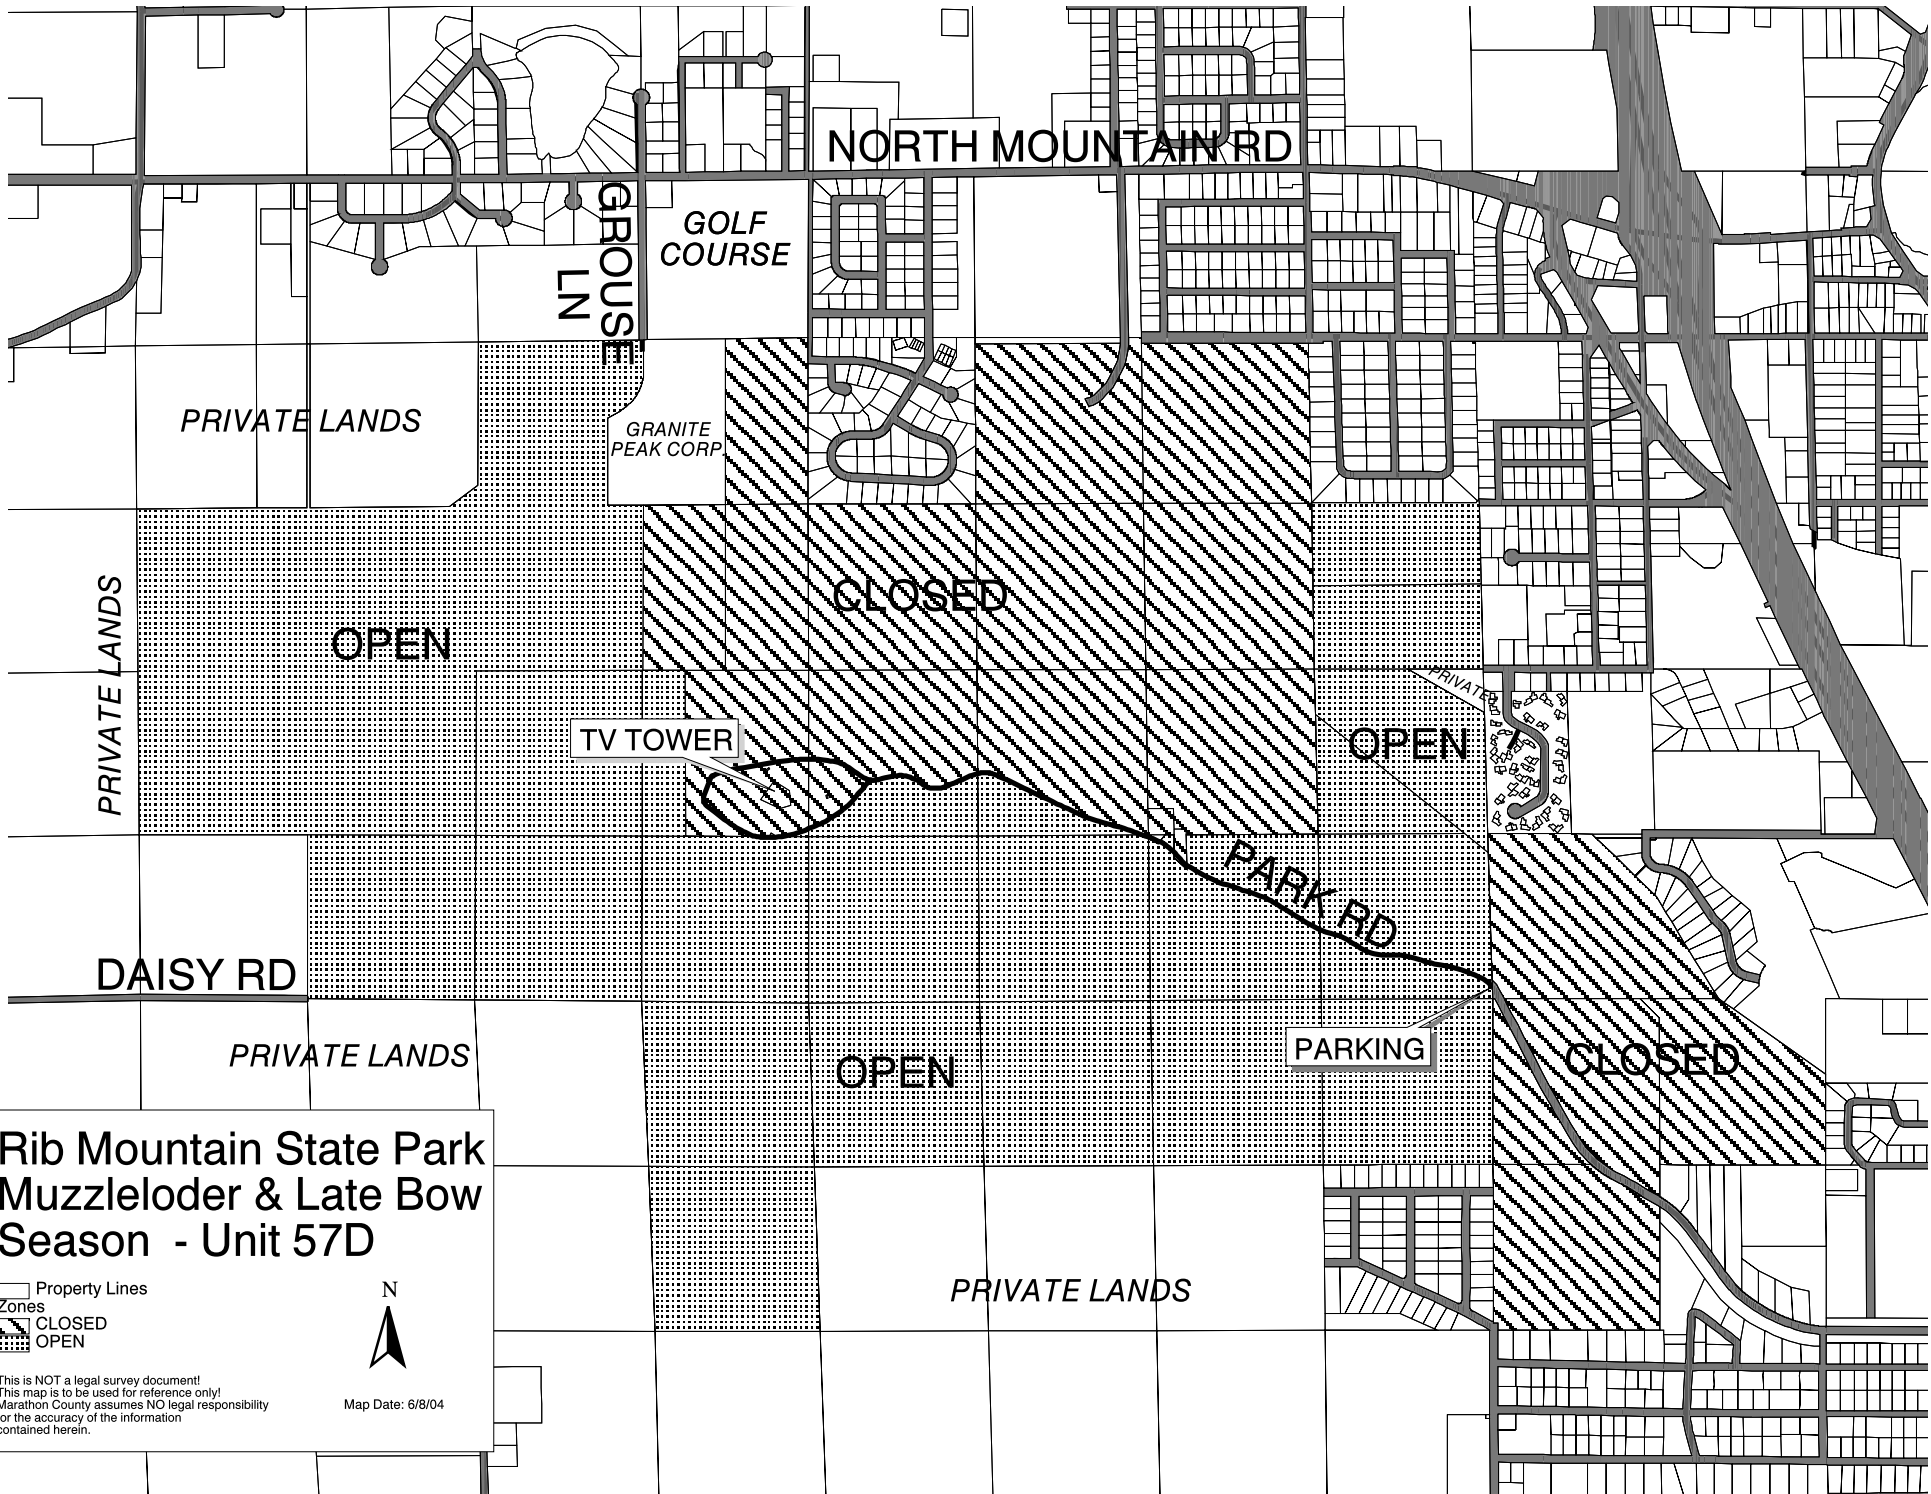 NORTH MOUNTAIN RD
GROUSE
LN
GOLF
COURSE
PRIVATE LANDS
GRANITE
PEAK CORP.
PRIVATE LANDS
CLOSED
OPEN
PRIVATE
TV TOWER
OPEN
PARK RD
DAISY RD
PRIVATE LANDS
OPEN
PARKING
CLOSED
PRIVATE LANDS
Rib Mountain State Park
Muzzleloder & Late Bow
Season - Unit 57D
Property Lines
Zones
CLOSED
OPEN
N
This is NOT a legal survey document!
This map is to be used for reference only!
Marathon County assumes NO legal responsibility
for the accuracy of the information
contained herein.
Map Date: 6/8/04